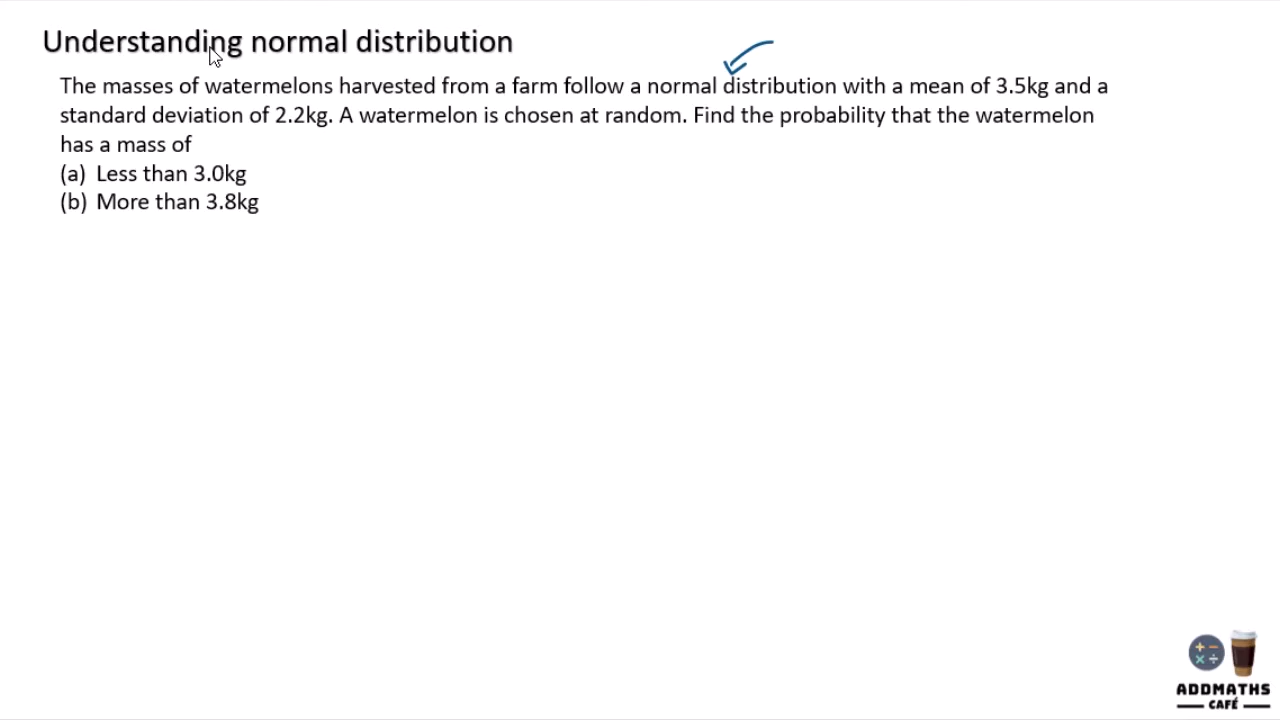 Understanding normal distribution
The masses of watermelons harvested from a farm follow a normal distribution with a mean of 3.5kg and a
standard deviation of 2.2kg. A watermelon is chosen at random. Find the probability that the watermelon
has a mass of
(a) Less than 3.0kg
(b) More than 3.8kg
+ −
× ÷
ADDMATHS
CAFÉ